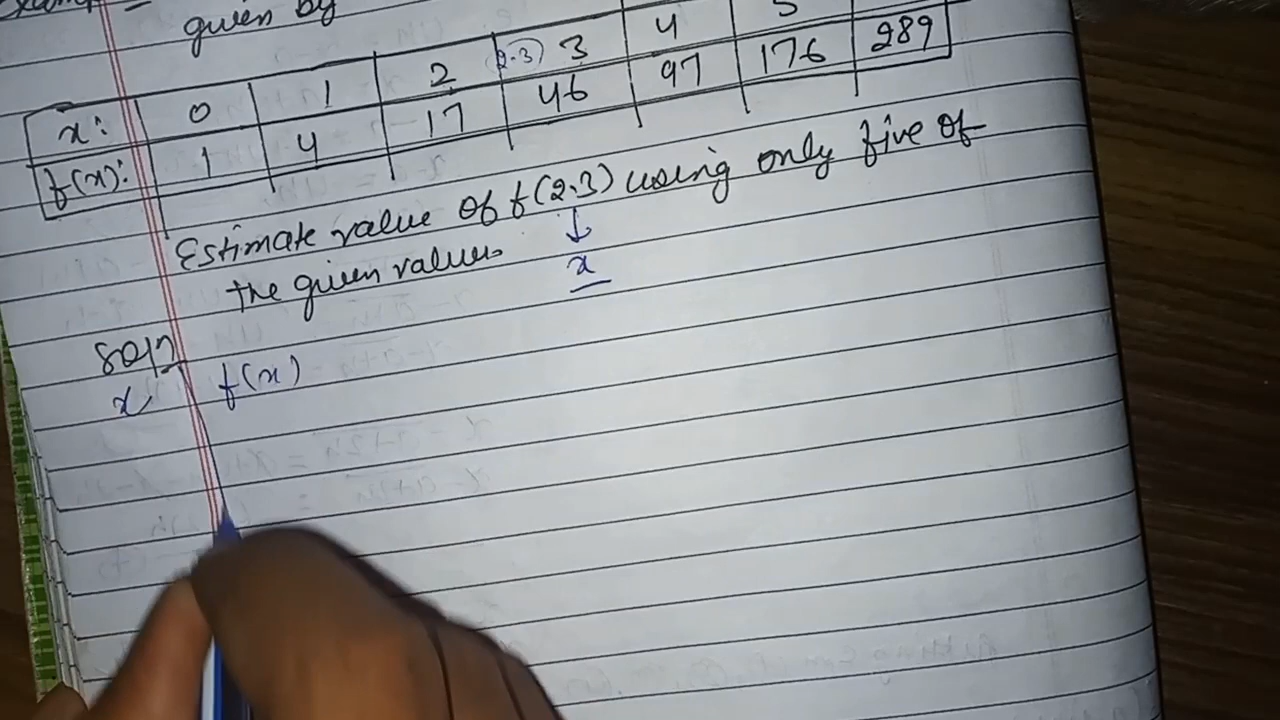 given by
x: 0 1 2 (2.3) 3 4 5
f(x): 1 4 17 46 97 176 289
Estimate value of f(2.3) using only five of
the given values.
x
Soln
x f(x)